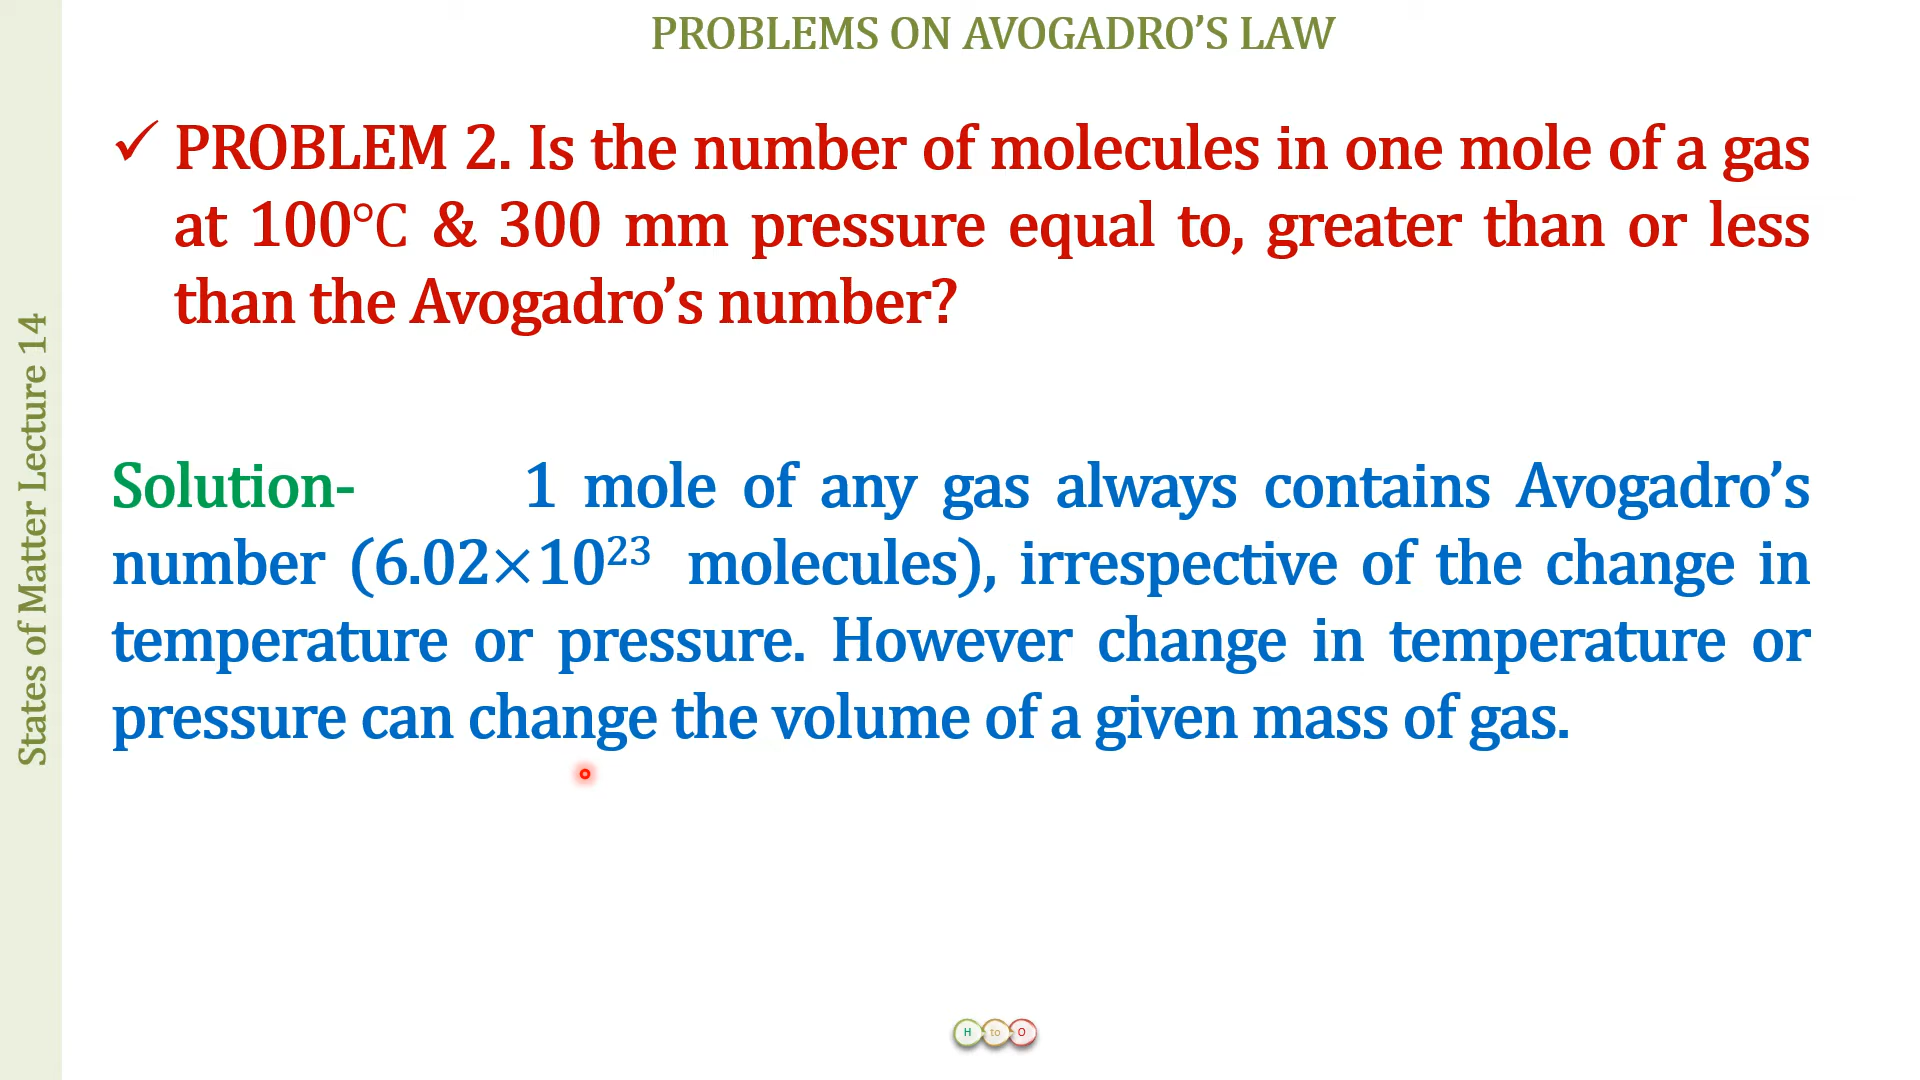 PROBLEMS ON AVOGADRO’S LAW
States of Matter Lecture 14
✓ PROBLEM 2. Is the number of molecules in one mole of a gas
at 100℃ & 300 mm pressure equal to, greater than or less
than the Avogadro’s number?
Solution- 1 mole of any gas always contains Avogadro’s
number (6.02×10²³ molecules), irrespective of the change in
temperature or pressure. However change in temperature or
pressure can change the volume of a given mass of gas.
H to O